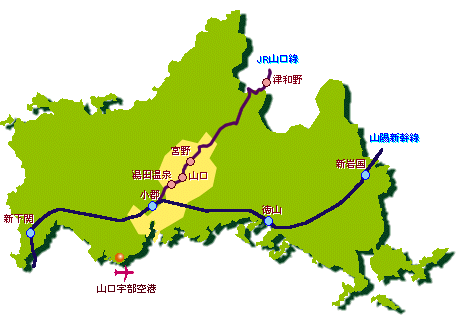 JR山口線
津和野
山陽新幹線
宮野
新岩国
湯田温泉
山口
小郡
徳山
新下関
山口宇部空港